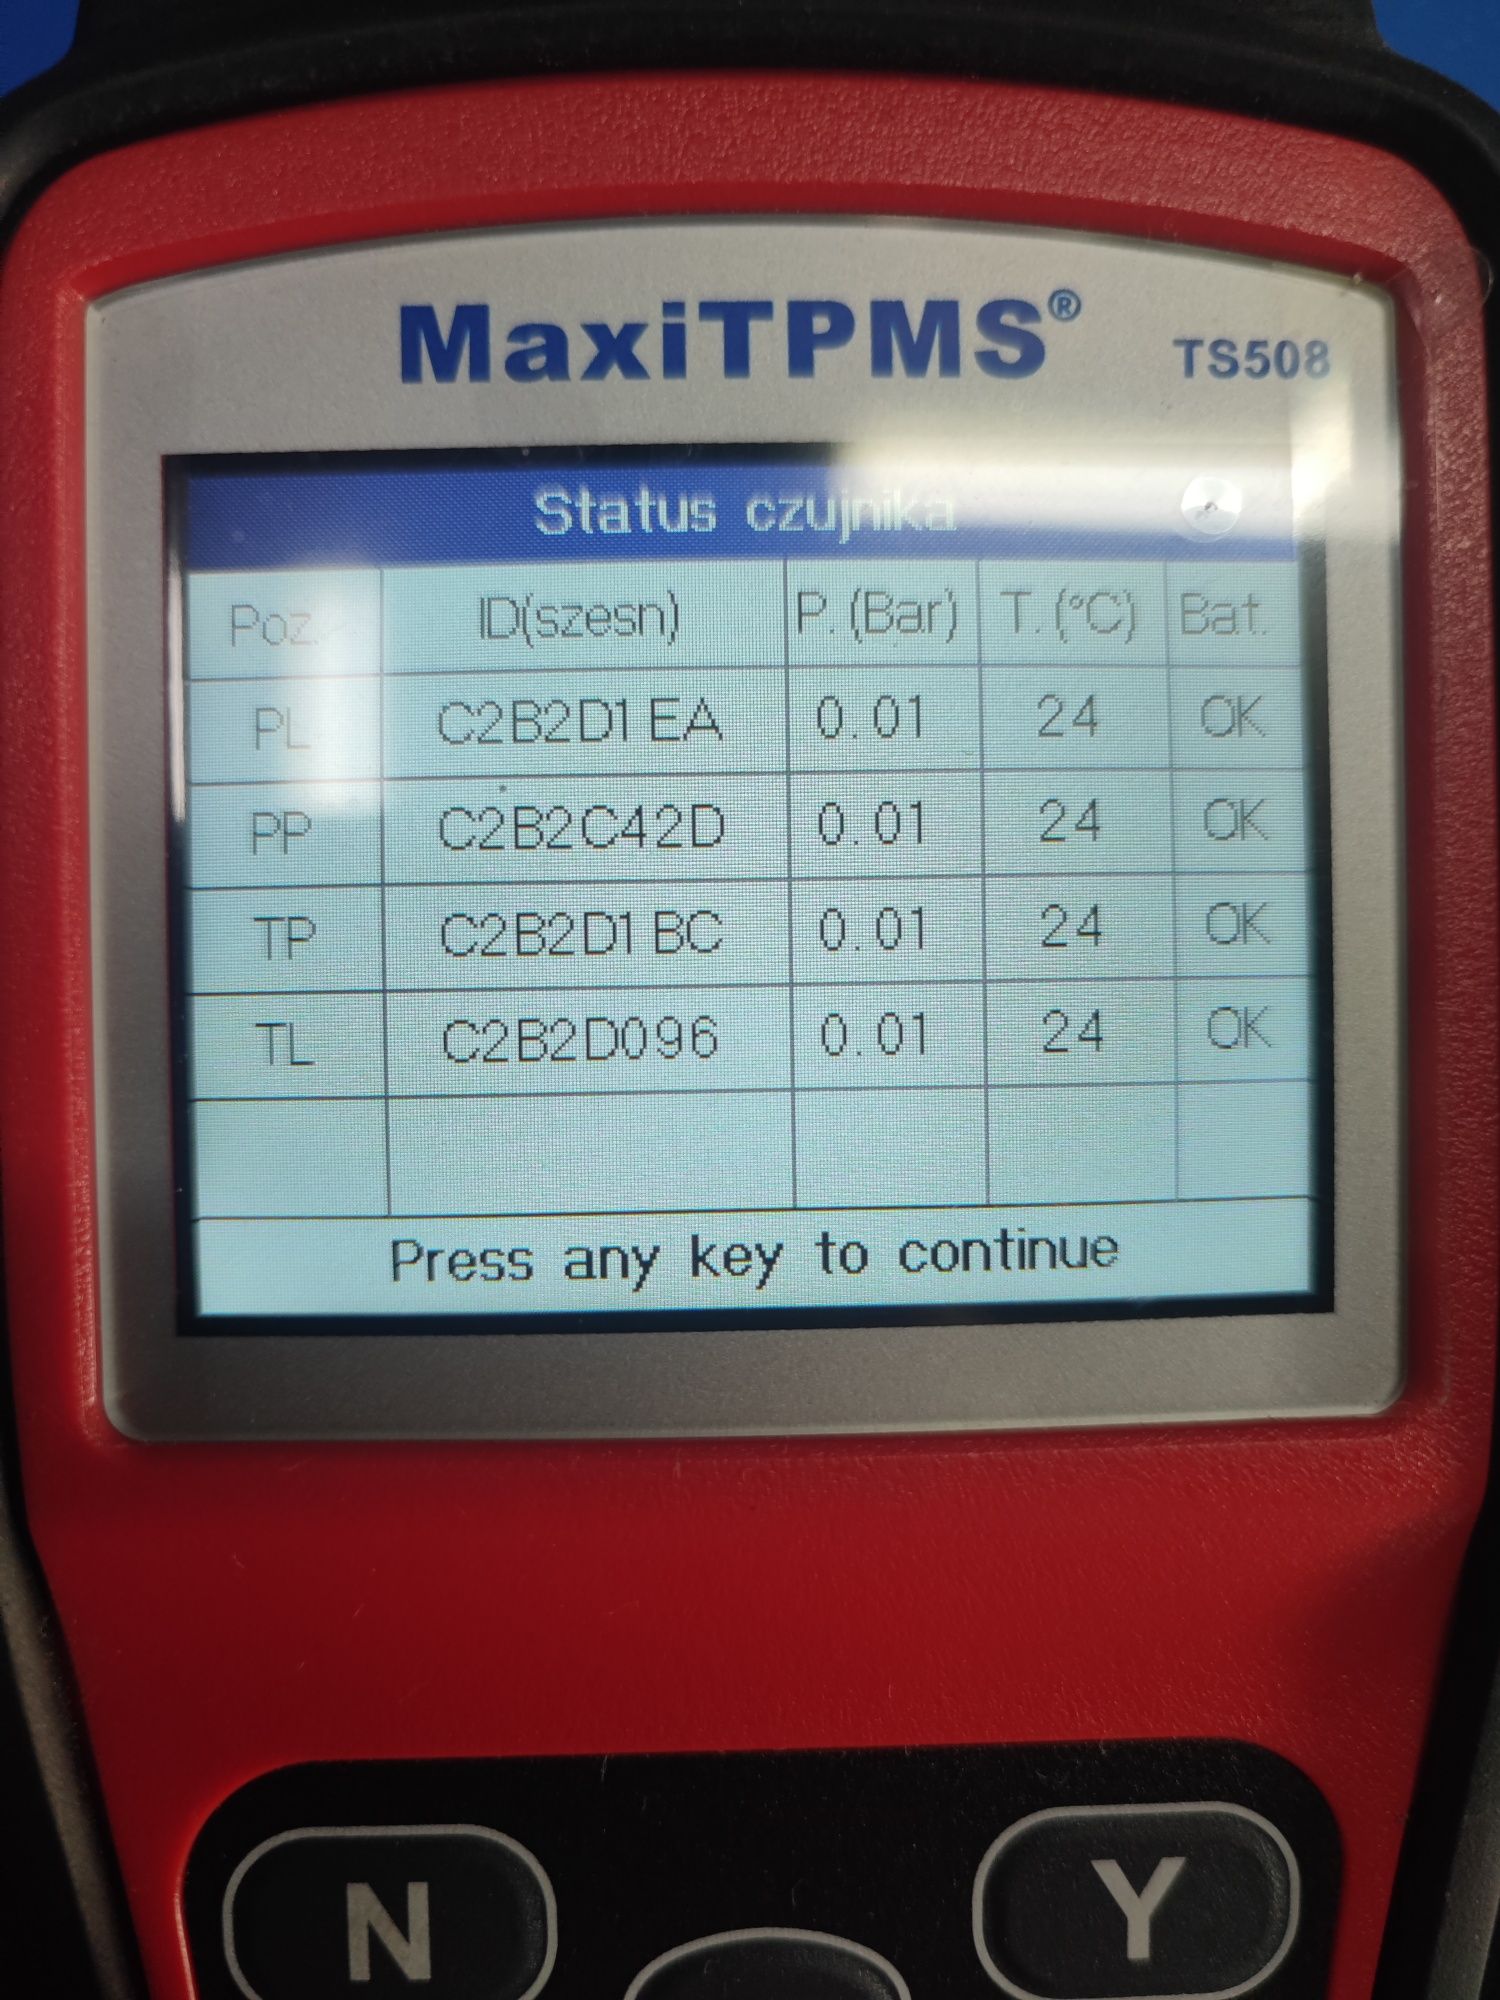 MaxiTPMS®
TS508
Status czujnika
Poz. ID(szesn) P. (Bar) T. (°C) Bat.
PL C2B2D1EA 0.01 24 OK
PP C2B2C42D 0.01 24 OK
TP C2B2D1BC 0.01 24 OK
TL C2B2D096 0.01 24 OK
Press any key to continue
N Y